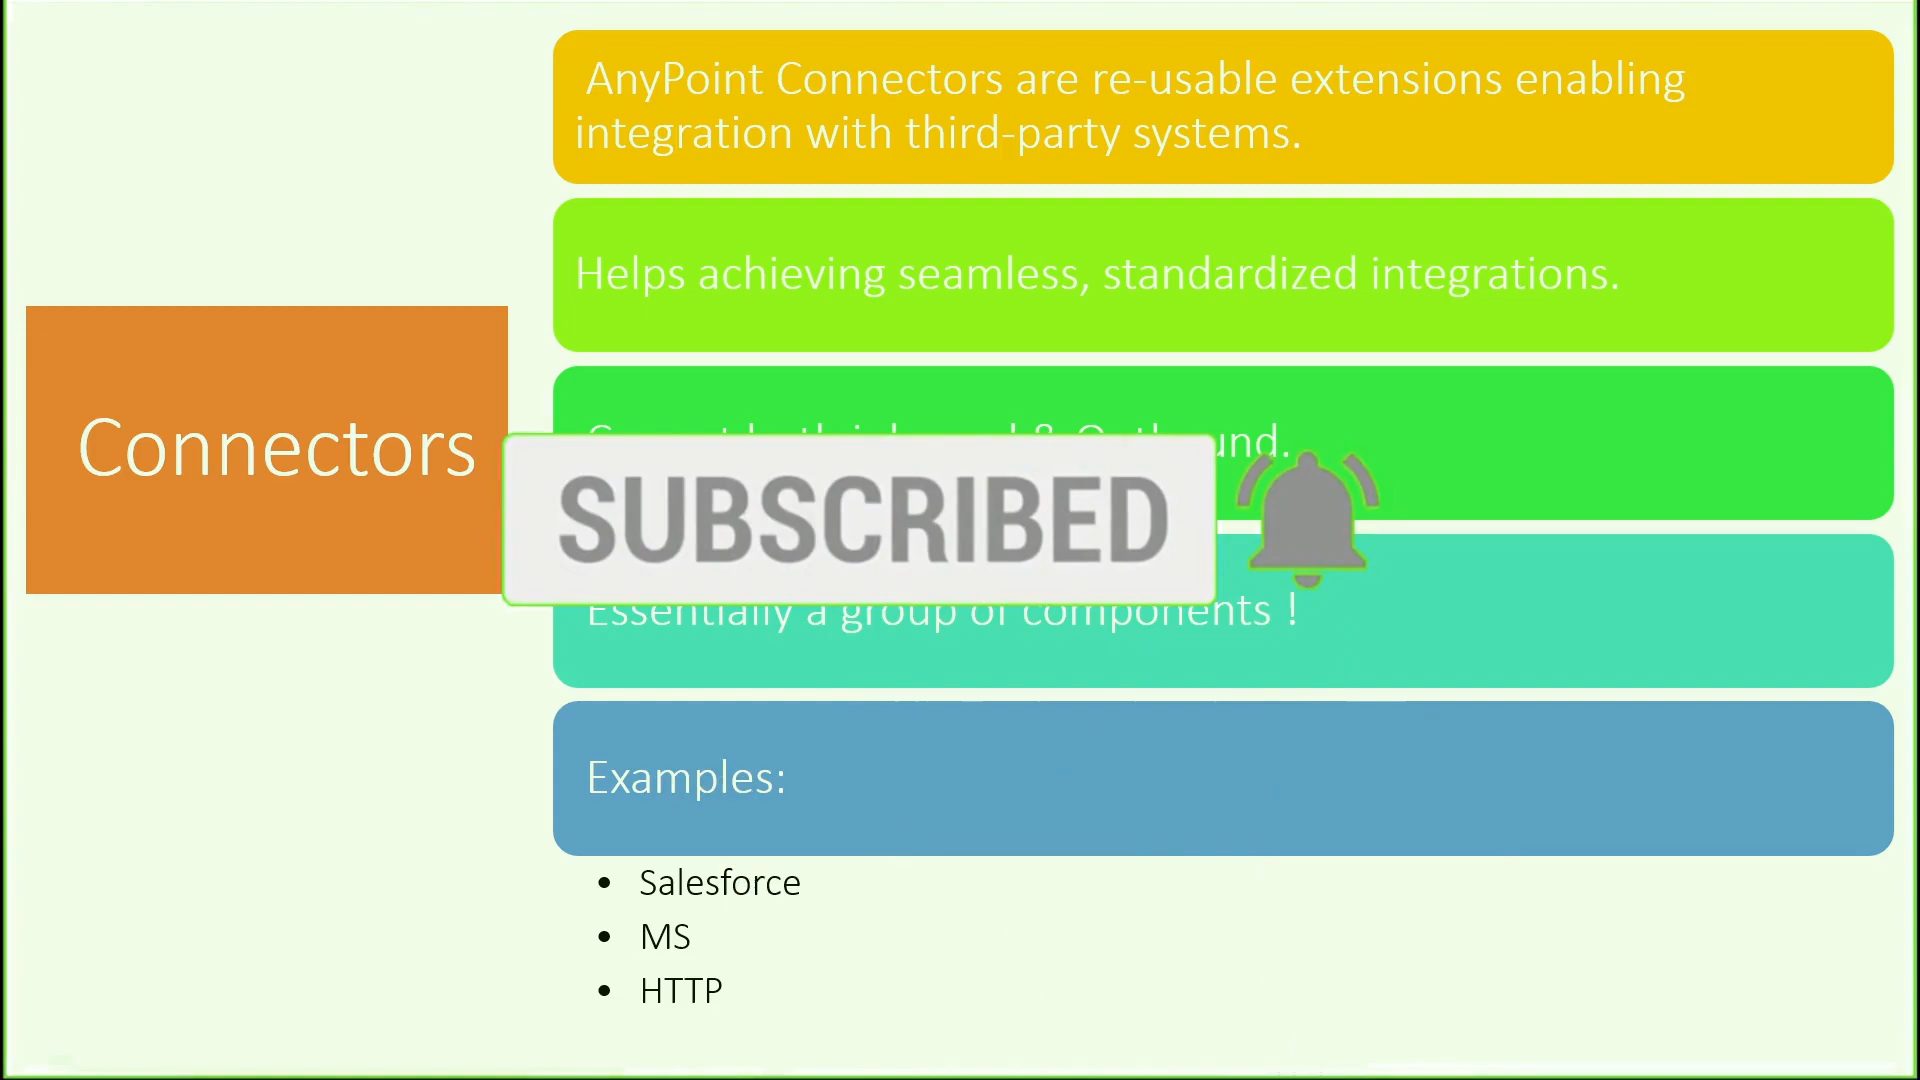 AnyPoint Connectors are re-usable extensions enabling
integration with third-party systems.
Helps achieving seamless, standardized integrations.
Connectors
& Outbound.
SUBSCRIBED
Essentially a group of components !
Examples:
• Salesforce
• MS
• HTTP